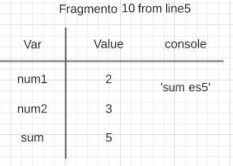 Fragmento 10 from line5
Var Value console
num1 2
'sum es5'
num2 3
sum 5